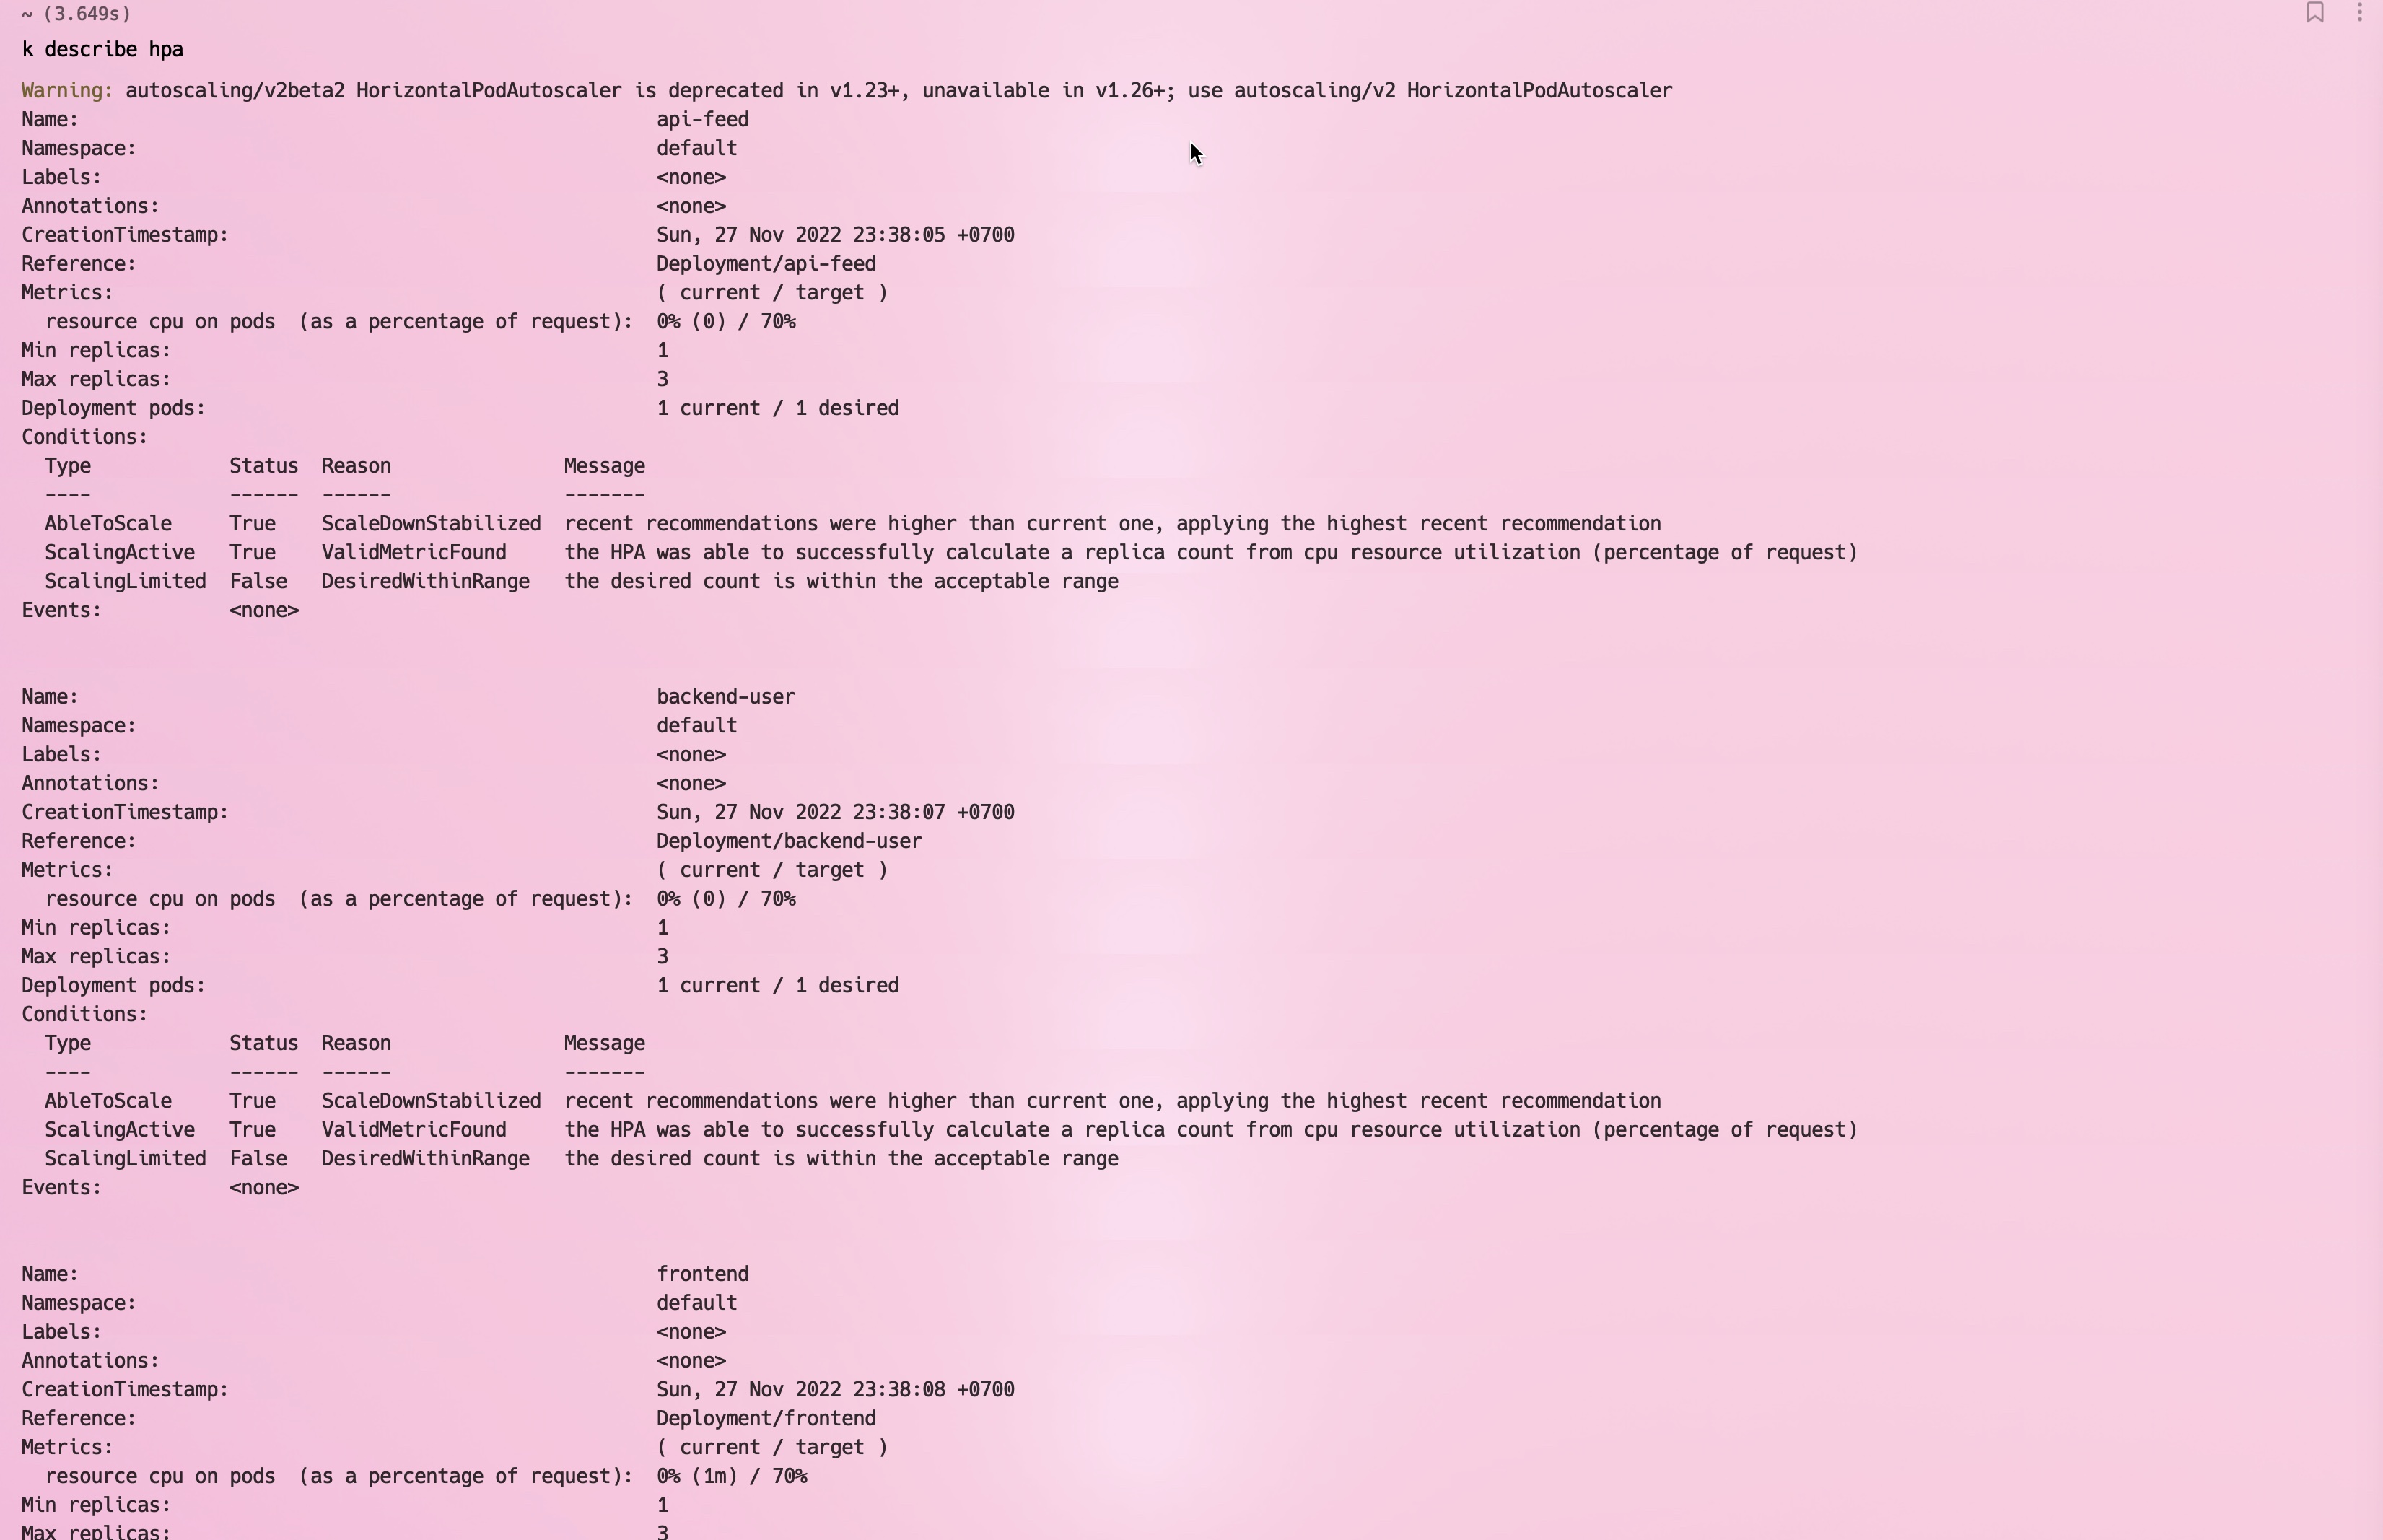 ~ (3.649s)
k describe hpa
Warning: autoscaling/v2beta2 HorizontalPodAutoscaler is deprecated in v1.23+, unavailable in v1.26+; use autoscaling/v2 HorizontalPodAutoscaler
Name: api-feed
Namespace: default
Labels: <none>
Annotations: <none>
CreationTimestamp: Sun, 27 Nov 2022 23:38:05 +0700
Reference: Deployment/api-feed
Metrics: ( current / target )
resource cpu on pods (as a percentage of request): 0% (0) / 70%
Min replicas: 1
Max replicas: 3
Deployment pods: 1 current / 1 desired
Conditions:
Type Status Reason Message
---- ------ ------ -------
AbleToScale True ScaleDownStabilized recent recommendations were higher than current one, applying the highest recent recommendation
ScalingActive True ValidMetricFound the HPA was able to successfully calculate a replica count from cpu resource utilization (percentage of request)
ScalingLimited False DesiredWithinRange the desired count is within the acceptable range
Events: <none>
Name: backend-user
Namespace: default
Labels: <none>
Annotations: <none>
CreationTimestamp: Sun, 27 Nov 2022 23:38:07 +0700
Reference: Deployment/backend-user
Metrics: ( current / target )
resource cpu on pods (as a percentage of request): 0% (0) / 70%
Min replicas: 1
Max replicas: 3
Deployment pods: 1 current / 1 desired
Conditions:
Type Status Reason Message
---- ------ ------ -------
AbleToScale True ScaleDownStabilized recent recommendations were higher than current one, applying the highest recent recommendation
ScalingActive True ValidMetricFound the HPA was able to successfully calculate a replica count from cpu resource utilization (percentage of request)
ScalingLimited False DesiredWithinRange the desired count is within the acceptable range
Events: <none>
Name: frontend
Namespace: default
Labels: <none>
Annotations: <none>
CreationTimestamp: Sun, 27 Nov 2022 23:38:08 +0700
Reference: Deployment/frontend
Metrics: ( current / target )
resource cpu on pods (as a percentage of request): 0% (1m) / 70%
Min replicas: 1
Max replicas: 3